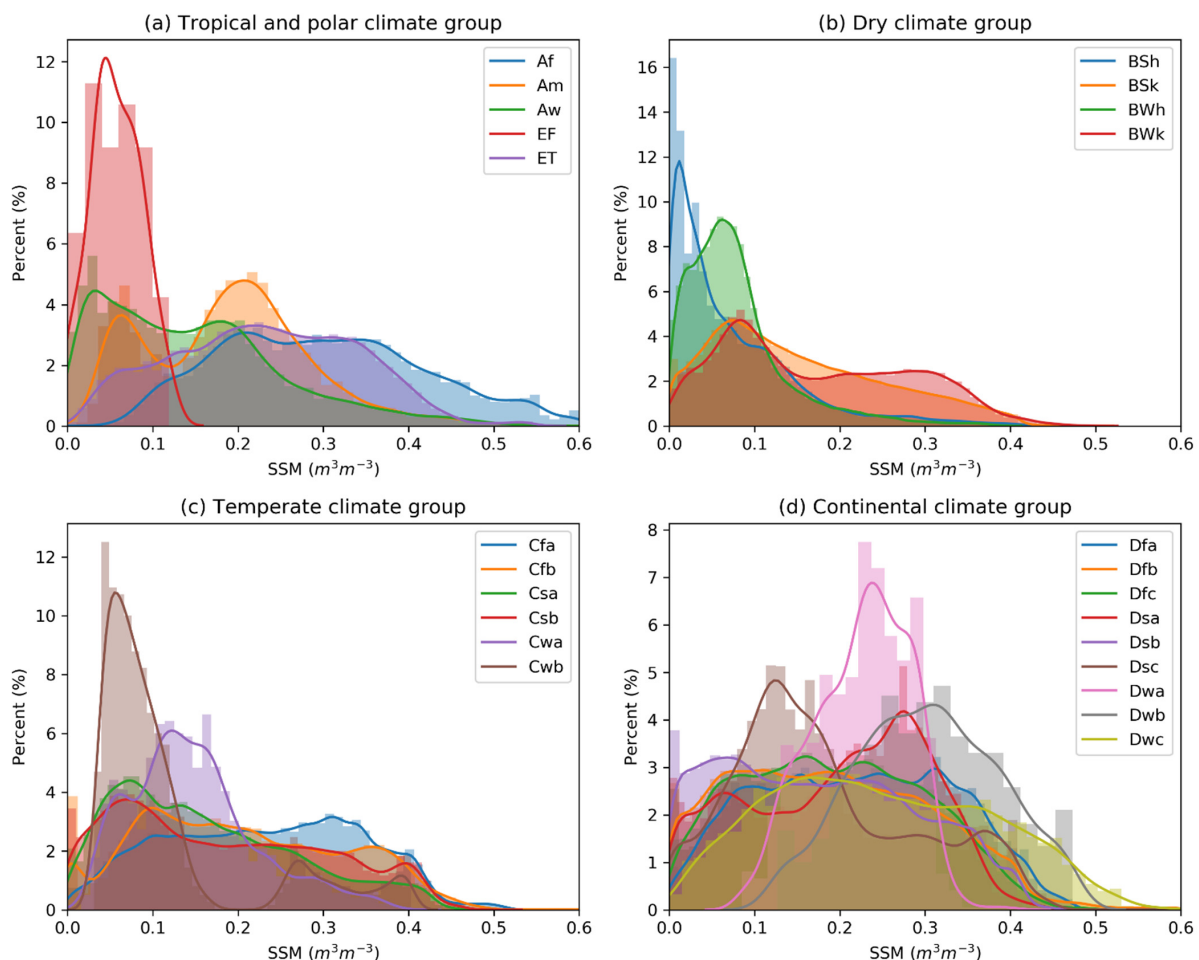 (a) Tropical and polar climate group
12
10
8
6
4
2
0
Percent (%)
Af
Am
Aw
EF
ET
0.0 0.1 0.2 0.3 0.4 0.5 0.6
SSM (m³m⁻³)
(b) Dry climate group
16
14
12
10
8
6
4
2
0
Percent (%)
BSh
BSk
BWh
BWk
0.0 0.1 0.2 0.3 0.4 0.5 0.6
SSM (m³m⁻³)
(c) Temperate climate group
12
10
8
6
4
2
0
Percent (%)
Cfa
Cfb
Csa
Csb
Cwa
Cwb
0.0 0.1 0.2 0.3 0.4 0.5 0.6
SSM (m³m⁻³)
(d) Continental climate group
8
7
6
5
4
3
2
1
0
Percent (%)
Dfa
Dfb
Dfc
Dsa
Dsb
Dsc
Dwa
Dwb
Dwc
0.0 0.1 0.2 0.3 0.4 0.5 0.6
SSM (m³m⁻³)